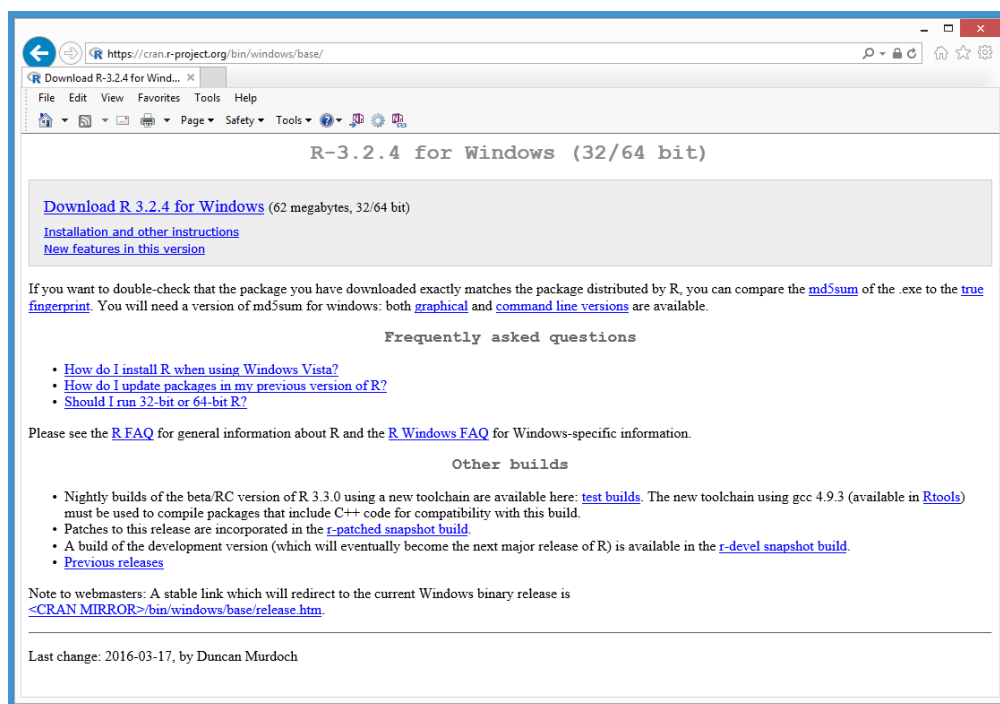 https://cran.r-project.org/bin/windows/base/
Download R-3.2.4 for Wind...
File Edit View Favorites Tools Help
Page Safety Tools
R-3.2.4 for Windows (32/64 bit)
Download R 3.2.4 for Windows (62 megabytes, 32/64 bit)
Installation and other instructions
New features in this version
If you want to double-check that the package you have downloaded exactly matches the package distributed by R, you can compare the md5sum of the .exe to the true
fingerprint. You will need a version of md5sum for windows: both graphical and command line versions are available.
Frequently asked questions
• How do I install R when using Windows Vista?
• How do I update packages in my previous version of R?
• Should I run 32-bit or 64-bit R?
Please see the R FAQ for general information about R and the R Windows FAQ for Windows-specific information.
Other builds
• Nightly builds of the beta/RC version of R 3.3.0 using a new toolchain are available here: test builds. The new toolchain using gcc 4.9.3 (available in Rtools)
must be used to compile packages that include C++ code for compatibility with this build.
• Patches to this release are incorporated in the r-patched snapshot build.
• A build of the development version (which will eventually become the next major release of R) is available in the r-devel snapshot build.
• Previous releases
Note to webmasters: A stable link which will redirect to the current Windows binary release is
<CRAN MIRROR>/bin/windows/base/release.htm.
Last change: 2016-03-17, by Duncan Murdoch